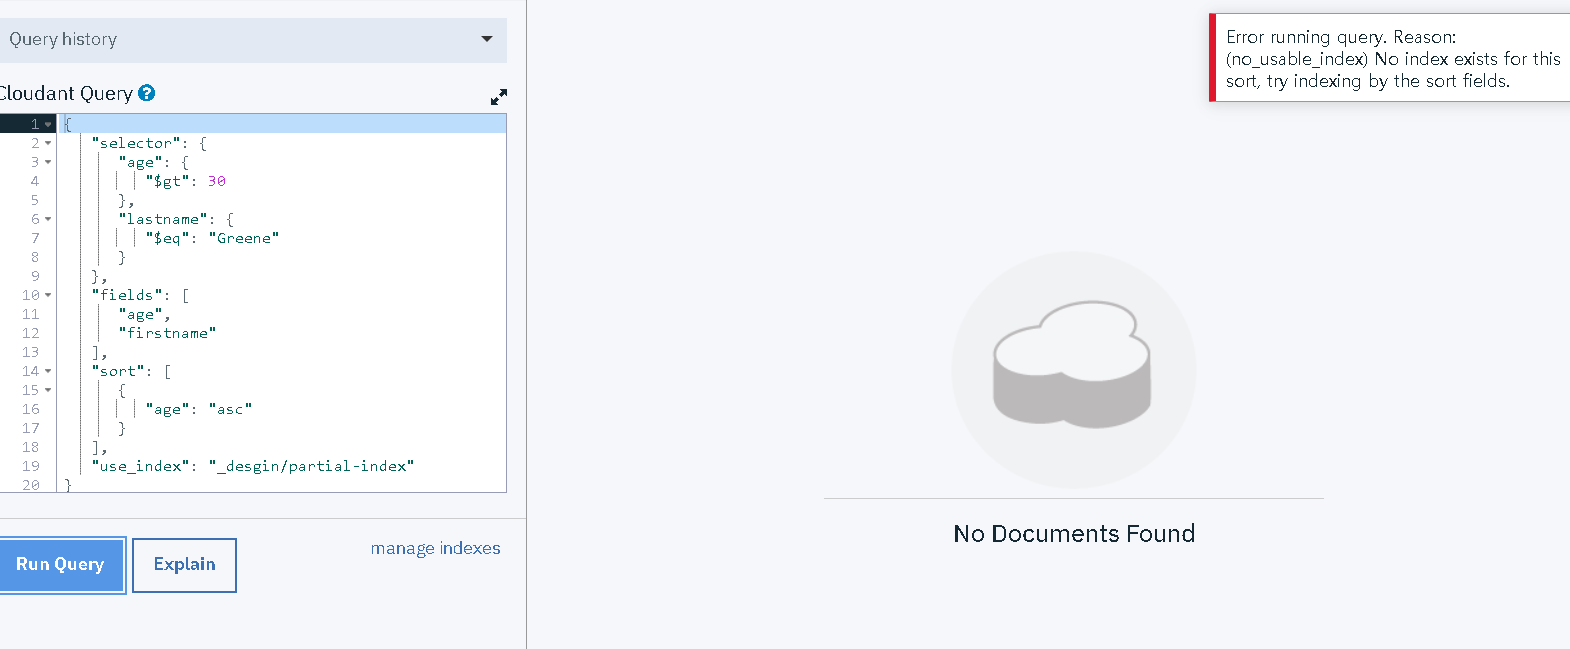 Query history
Cloudant Query ?
1 {
2 "selector": {
3 "age": {
4 "$gt": 30
5 },
6 "lastname": {
7 "$eq": "Greene"
8 }
9 },
10 "fields": [
11 "age",
12 "firstname"
13 ],
14 "sort": [
15 {
16 "age": "asc"
17 }
18 ],
19 "use_index": "_desgin/partial-index"
20 }
Run Query
Explain
manage indexes
Error running query. Reason:
(no_usable_index) No index exists for this
sort, try indexing by the sort fields.
No Documents Found